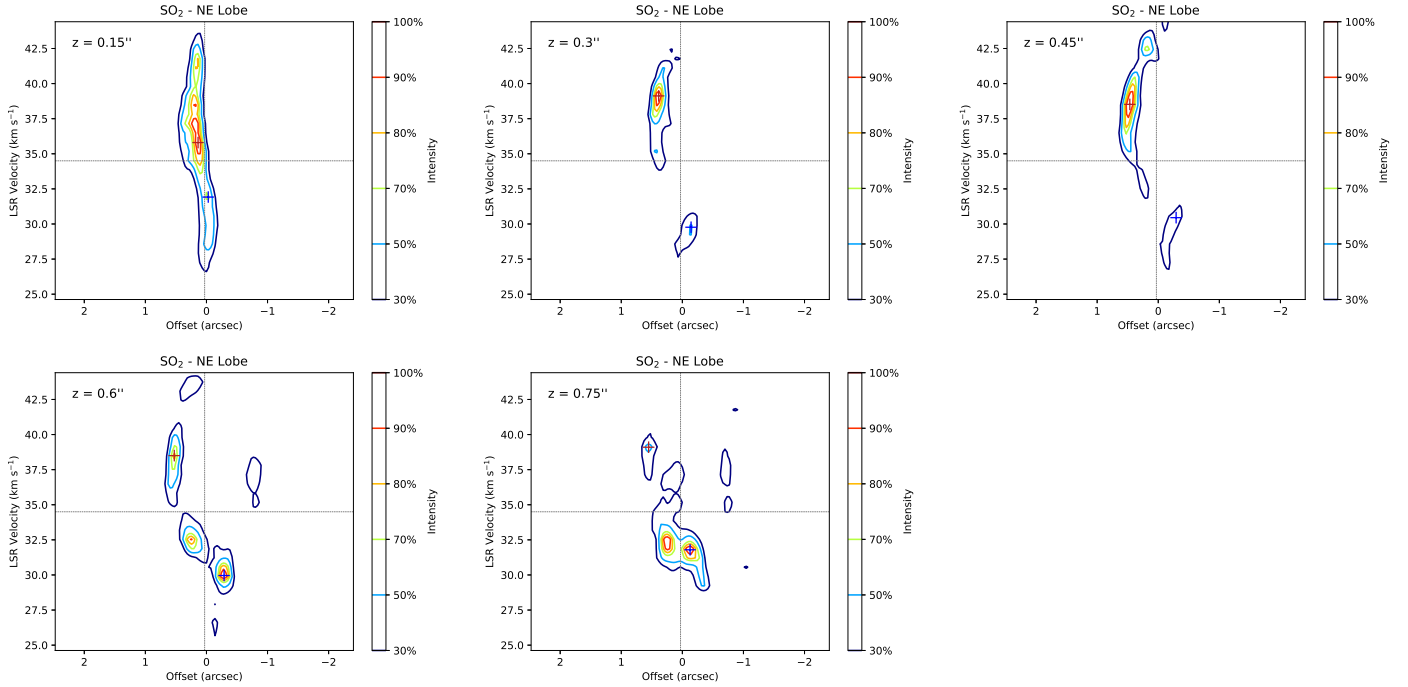 SO₂ - NE Lobe
z = 0.15''
42.5
40.0
37.5
35.0
32.5
30.0
27.5
25.0
LSR Velocity (km s⁻¹)
2 1 0 −1 −2
Offset (arcsec)
100%
90%
80%
70%
50%
30%
Intensity
SO₂ - NE Lobe
z = 0.3''
42.5
40.0
37.5
35.0
32.5
30.0
27.5
25.0
LSR Velocity (km s⁻¹)
2 1 0 −1 −2
Offset (arcsec)
100%
90%
80%
70%
50%
30%
Intensity
SO₂ - NE Lobe
z = 0.45''
42.5
40.0
37.5
35.0
32.5
30.0
27.5
25.0
LSR Velocity (km s⁻¹)
2 1 0 −1 −2
Offset (arcsec)
100%
90%
80%
70%
50%
30%
Intensity
SO₂ - NE Lobe
z = 0.6''
42.5
40.0
37.5
35.0
32.5
30.0
27.5
25.0
LSR Velocity (km s⁻¹)
2 1 0 −1 −2
Offset (arcsec)
100%
90%
80%
70%
50%
30%
Intensity
SO₂ - NE Lobe
z = 0.75''
42.5
40.0
37.5
35.0
32.5
30.0
27.5
25.0
LSR Velocity (km s⁻¹)
2 1 0 −1 −2
Offset (arcsec)
100%
90%
80%
70%
50%
30%
Intensity